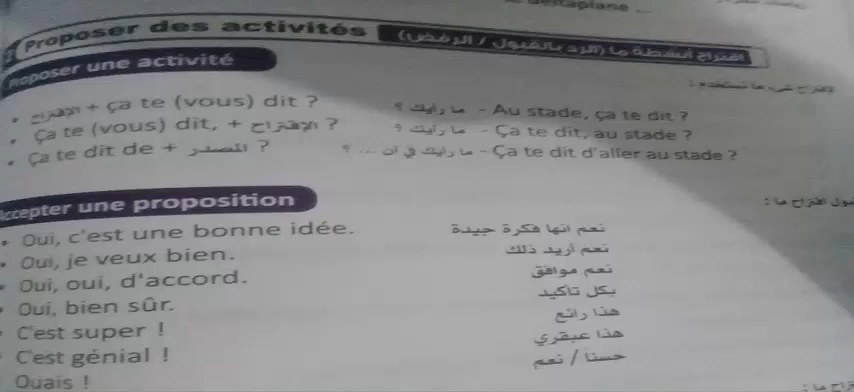 deltaplane ...
Proposer des activités اقتراح أنشطة ما (الرد بالقبول / الرفض)
Proposer une activité
• الاقتراح + ça te (vous) dit ? ما رأيك ؟ - Au stade, ça te dit ?
• Ça te (vous) dit, + الاقتراح ? ما رأيك ؟ - Ça te dit, au stade ?
• Ça te dit de + المصدر ? ما رأيك في أن ... ؟ - Ça te dit d'aller au stade ?
Accepter une proposition
• Oui, c'est une bonne idée. نعم انها فكرة جيدة
• Oui, je veux bien. نعم أريد ذلك
• Oui, oui, d'accord. نعم موافق
• Oui, bien sûr. بكل تأكيد
• C'est super ! هذا رائع
• C'est génial ! هذا عبقري
Ouais ! حسنا / نعم